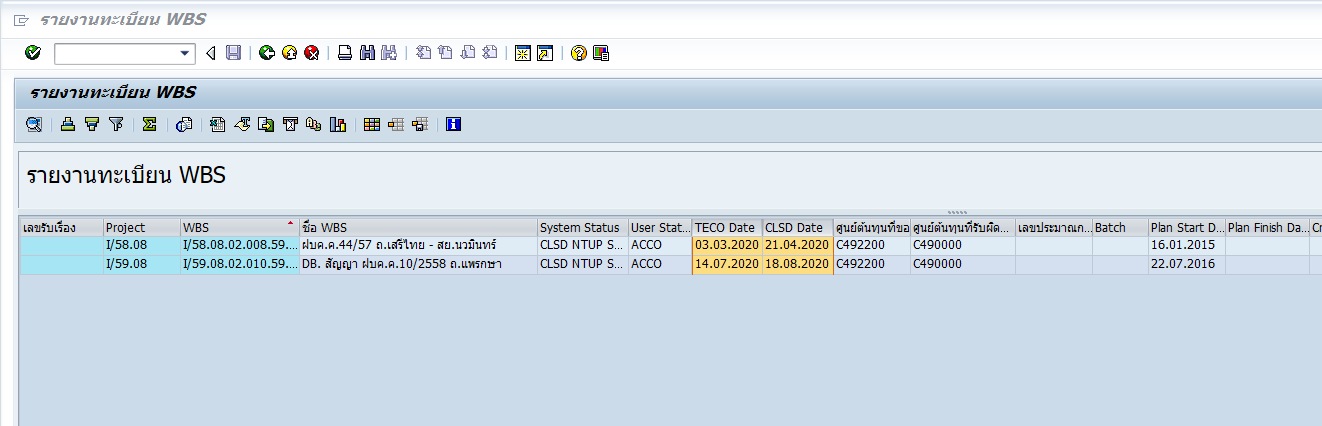 รายงานทะเบียน WBS
รายงานทะเบียน WBS
รายงานทะเบียน WBS
เลขรับเรื่อง Project WBS ชื่อ WBS System Status User Stat... TECO Date CLSD Date ศูนย์ต้นทุนที่ขอ ศูนย์ต้นทุนที่รับผิด... เลขประมาณก... Batch Plan Start D... Plan Finish Da... Cr
I/58.08 I/58.08.02.008.59.... ฝบค.ค.44/57 ถ.เสรีไทย - สย.นวมินทร์ CLSD NTUP S... ACCO 03.03.2020 21.04.2020 C492200 C490000 16.01.2015
I/59.08 I/59.08.02.010.59.... DB. สัญญา ฝบค.ค.10/2558 ถ.แพรกษา CLSD NTUP S... ACCO 14.07.2020 18.08.2020 C492200 C490000 22.07.2016